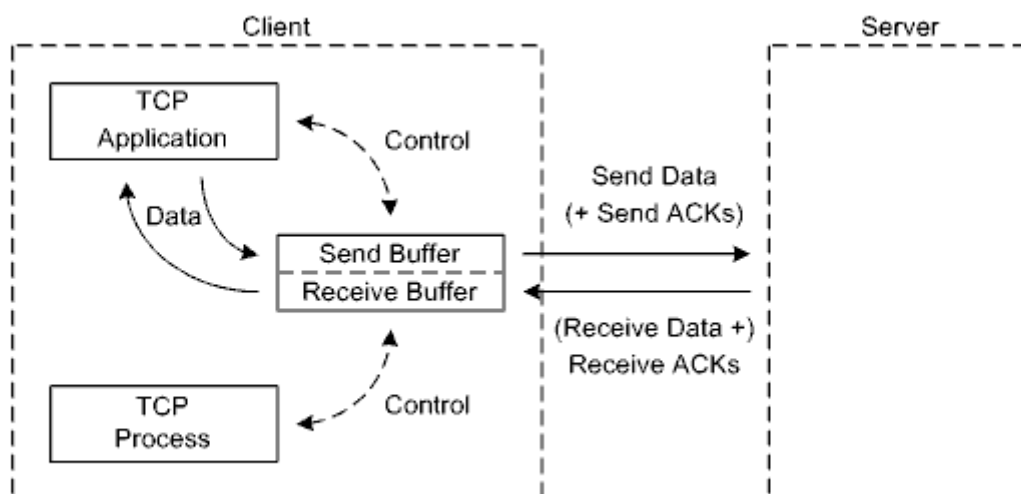 Client
Server
TCP
Application
Control
Data
Send Data
(+ Send ACKs)
Send Buffer
Receive Buffer
(Receive Data +)
Receive ACKs
TCP
Process
Control